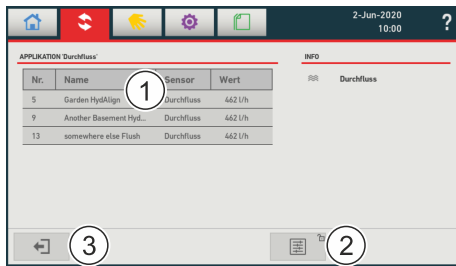 2-Jun-2020
10:00
?
APPLIKATION 'Durchfluss'
INFO
Nr. Name Sensor Wert
Durchfluss
5 Garden HydAlign Durchfluss 462 l/h
9 Another Basement Hyd... Durchfluss 462 l/h
13 somewhere else Flush Durchfluss 462 l/h
1
3
2